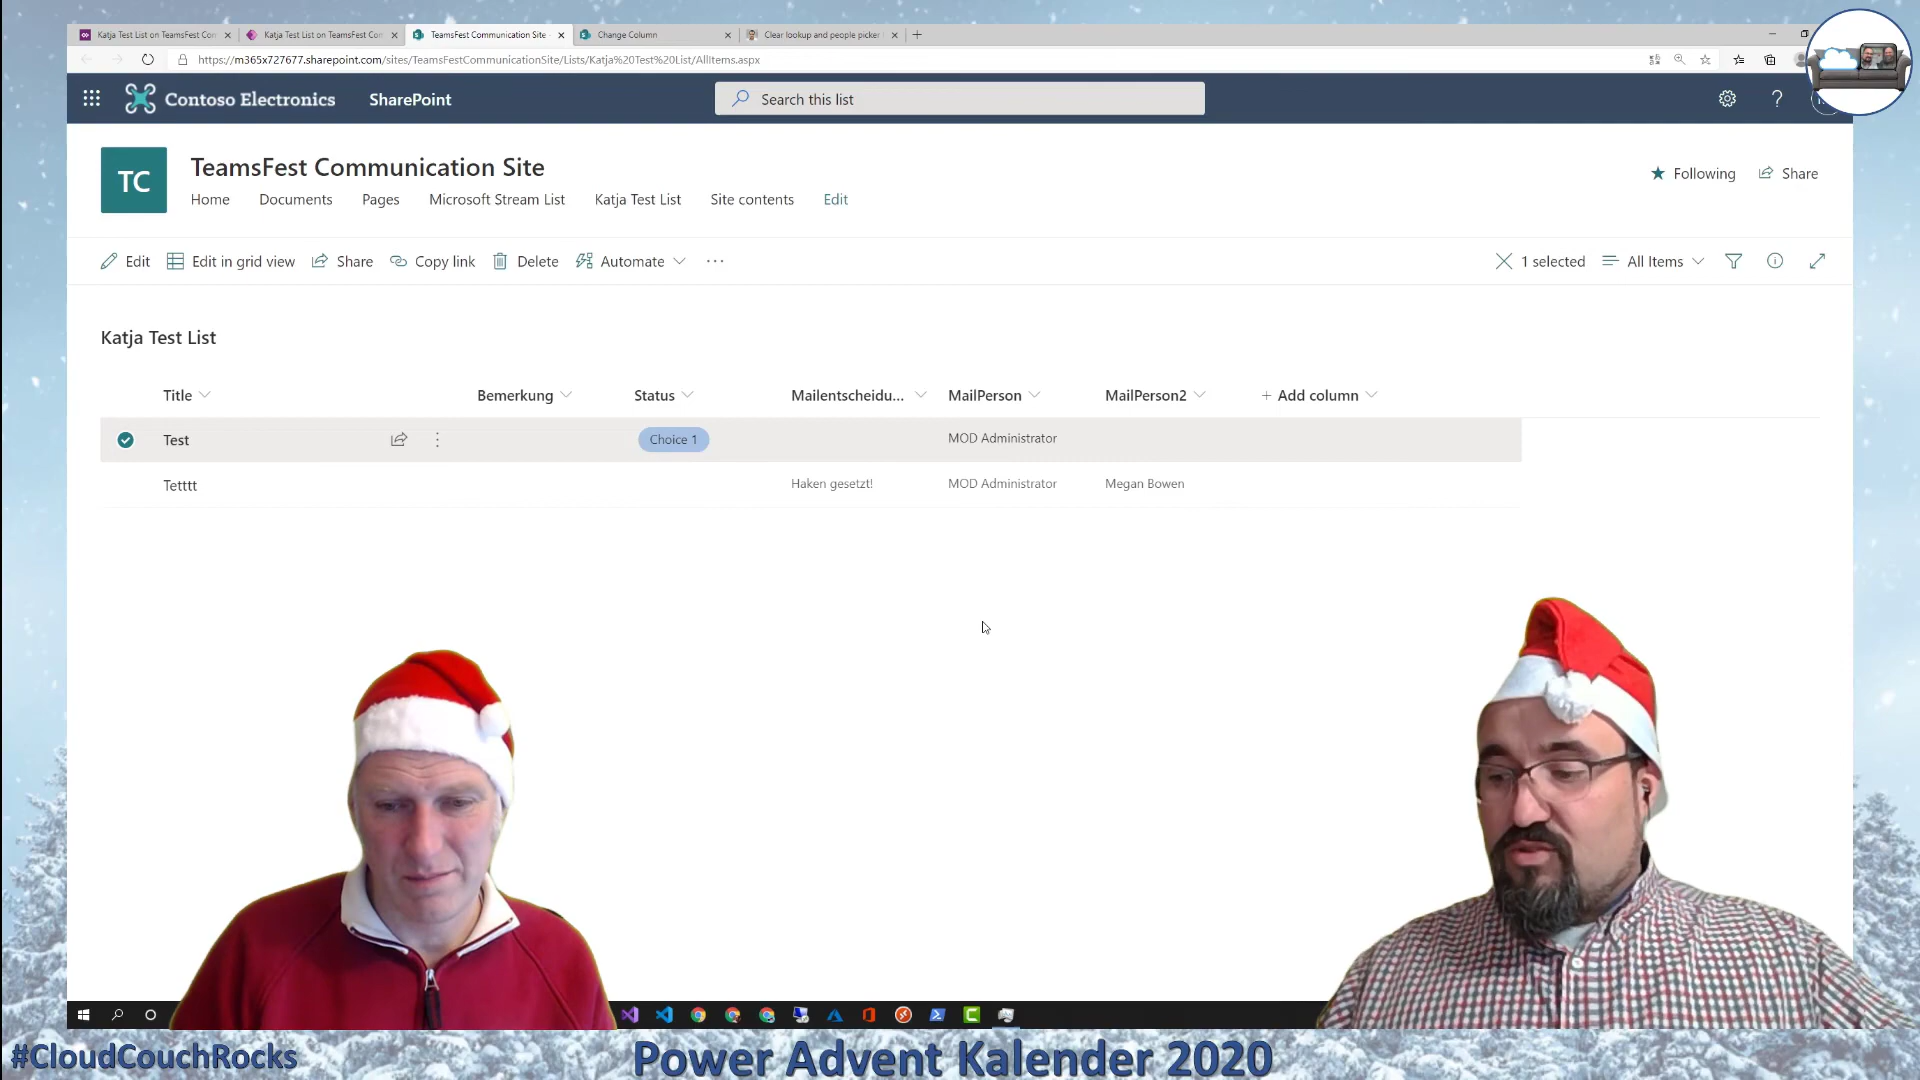 Katja Test List on TeamsFest Con
Katja Test List on TeamsFest Con
TeamsFest Communication Site -
Change Column
Clear lookup and people picker
https://m365x727677.sharepoint.com/sites/TeamsFestCommunicationSite/Lists/Katja%20Test%20List/AllItems.aspx
Contoso Electronics
SharePoint
Search this list
TC
TeamsFest Communication Site
Following
Share
Home
Documents
Pages
Microsoft Stream List
Katja Test List
Site contents
Edit
Edit
Edit in grid view
Share
Copy link
Delete
Automate
1 selected
All Items
Katja Test List
Title
Bemerkung
Status
Mailentscheidu...
MailPerson
MailPerson2
+ Add column
Test
Choice 1
MOD Administrator
Tetttt
Haken gesetzt!
MOD Administrator
Megan Bowen
#CloudCouchRocks
Power Advent Kalender 2020